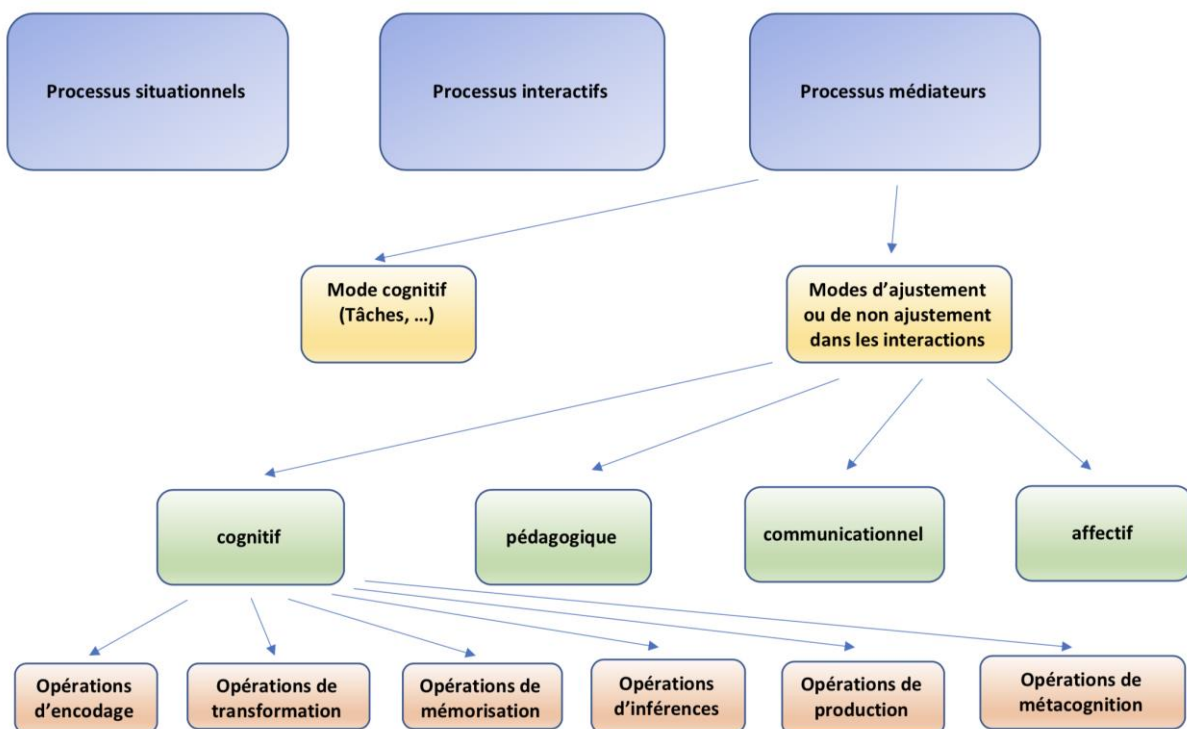 Processus situationnels
Processus interactifs
Processus médiateurs
Mode cognitif
(Tâches, …)
Modes d’ajustement
ou de non ajustement
dans les interactions
cognitif
pédagogique
communicationnel
affectif
Opérations
d’encodage
Opérations de
transformation
Opérations de
mémorisation
Opérations
d’inférences
Opérations de
production
Opérations de
métacognition